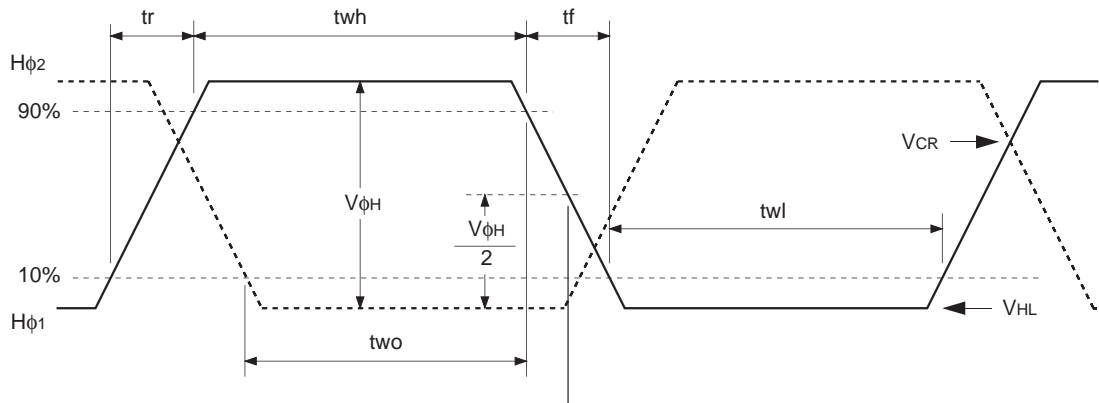 tr
twh
tf
Hϕ2
90%
VCR
VϕH
VϕH
2
twl
10%
Hϕ1
VHL
two